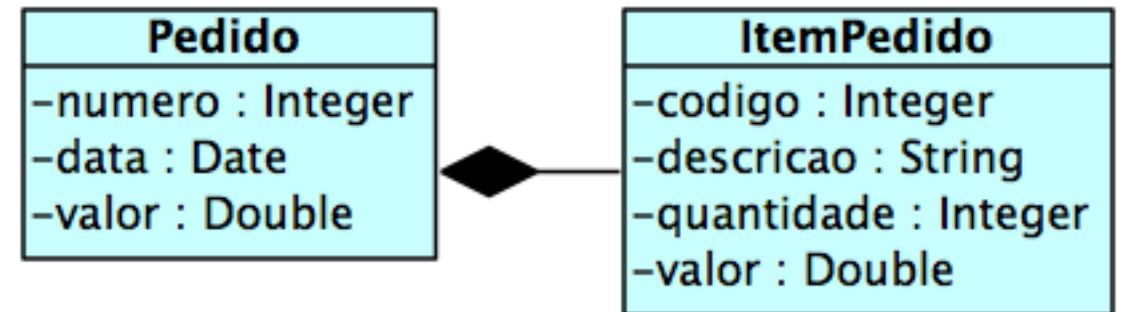 Pedido
-numero : Integer
-data : Date
-valor : Double
ItemPedido
-codigo : Integer
-descricao : String
-quantidade : Integer
-valor : Double